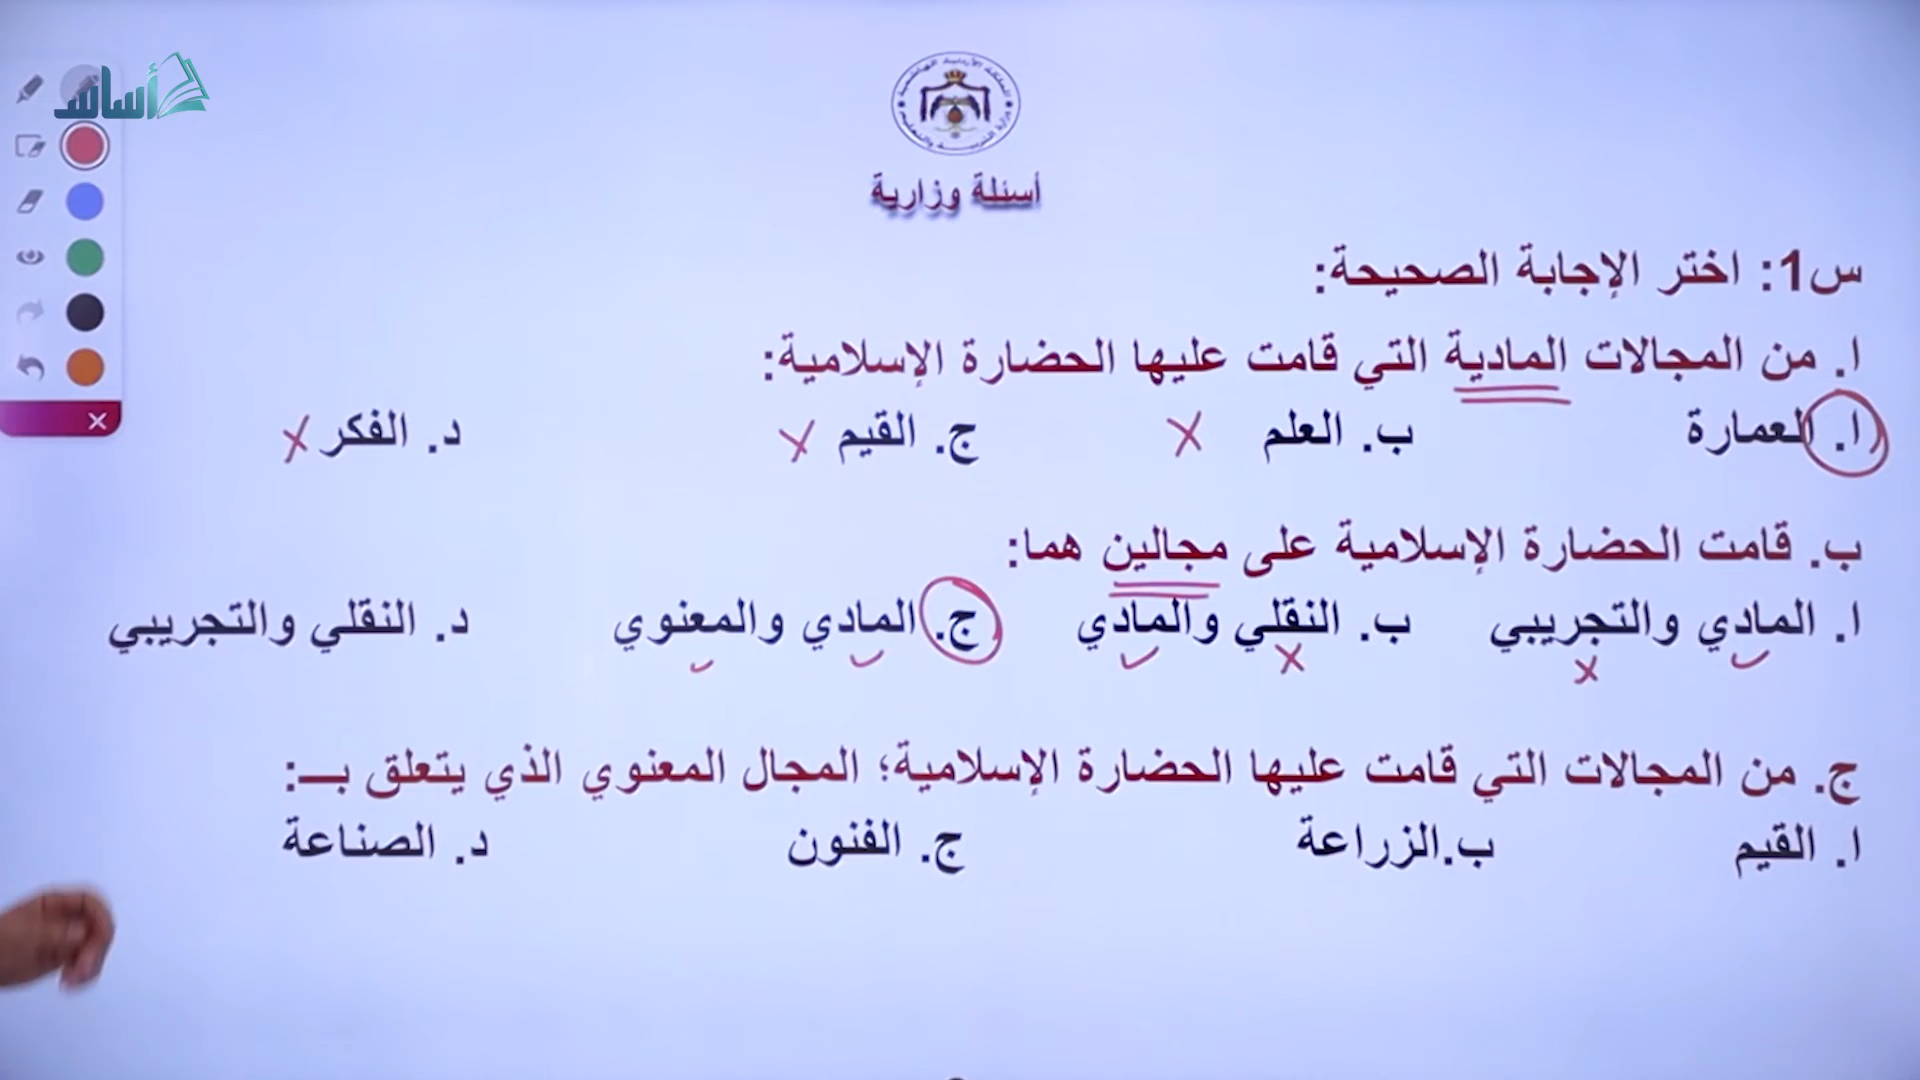 أساس
أسئلة وزارية
س1: اختر الإجابة الصحيحة:
ا. من المجالات المادية التي قامت عليها الحضارة الإسلامية:
ا. العمارة ب. العلم ج. القيم د. الفكر
ب. قامت الحضارة الإسلامية على مجالين هما:
ا. المادي والتجريبي ب. النقلي والمادي ج. المادي والمعنوي د. النقلي والتجريبي
ج. من المجالات التي قامت عليها الحضارة الإسلامية؛ المجال المعنوي الذي يتعلق بـــ:
ا. القيم ب.الزراعة ج. الفنون د. الصناعة